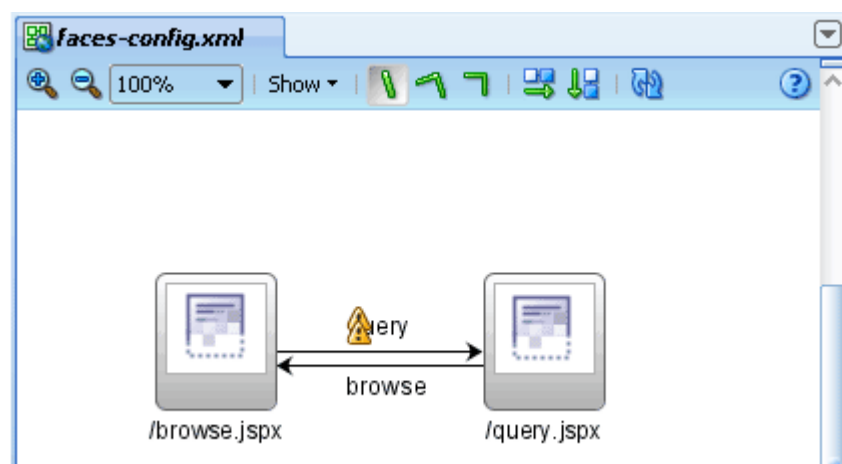 faces-config.xml
100% Show
uery
browse
/browse.jspx /query.jspx